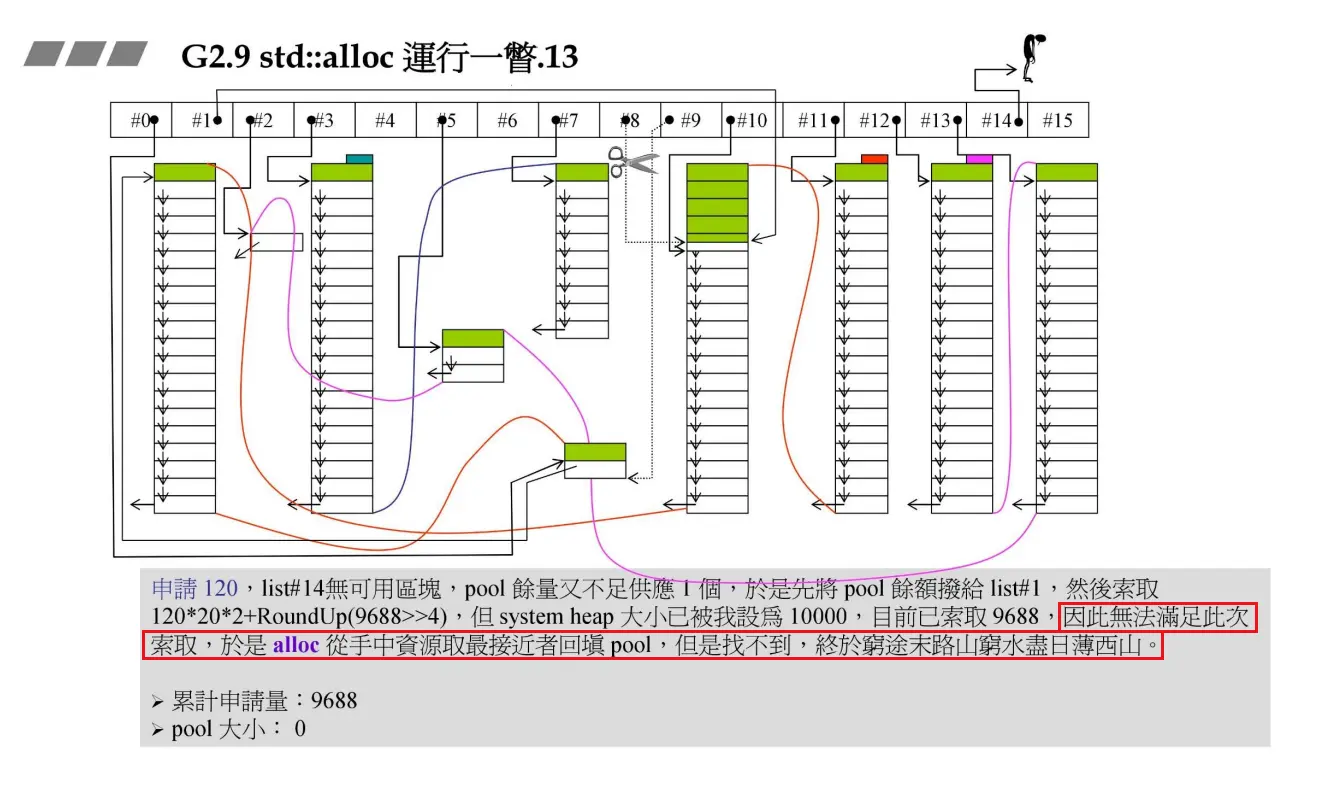 G2.9 std::alloc 運行一瞥.13
#0 #1 #2 #3 #4 #5 #6 #7 #8 #9 #10 #11 #12 #13 #14 #15
申請 120，list#14無可用區塊，pool 餘量又不足供應 1 個，於是先將 pool 餘額撥給 list#1，然後索取
120*20*2+RoundUp(9688>>4)，但 system heap 大小已被我設爲 10000，目前已索取 9688，因此無法滿足此次
索取，於是 alloc 從手中資源取最接近者回填 pool，但是找不到，終於窮途末路山窮水盡日薄西山。
➢ 累計申請量：9688
➢ pool 大小： 0